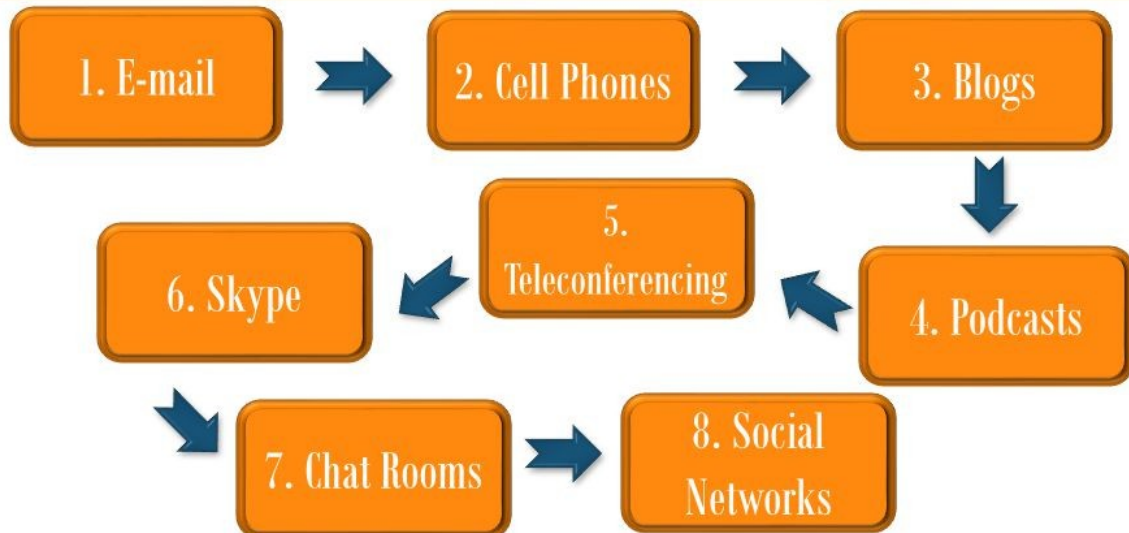 1. E-mail
2. Cell Phones
3. Blogs
4. Podcasts
5.
Teleconferencing
6. Skype
7. Chat Rooms
8. Social
Networks